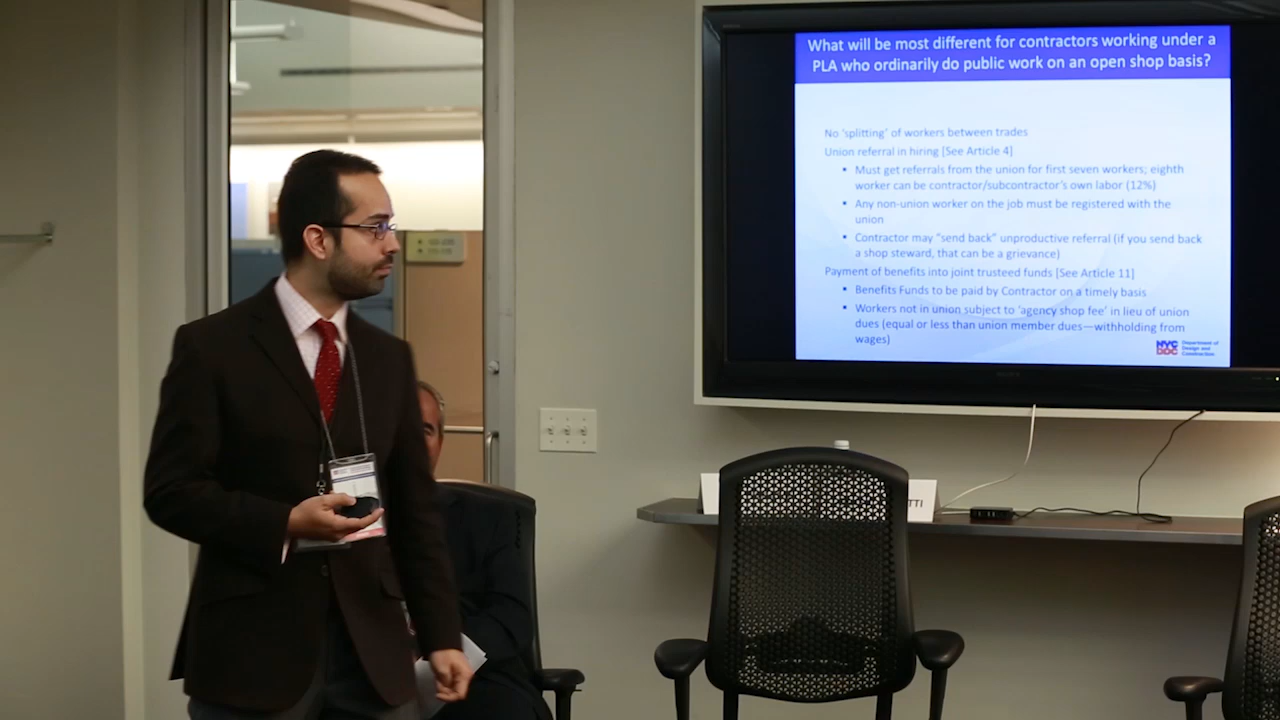 What will be most different for contractors working under a
PLA who ordinarily do public work on an open shop basis?
No 'splitting' of workers between trades
Union referral in hiring [See Article 4]
▪ Must get referrals from the union for first seven workers; eighth
worker can be contractor/subcontractor's own labor (12%)
▪ Any non-union worker on the job must be registered with the
union
▪ Contractor may "send back" unproductive referral (if you send back
a shop steward, that can be a grievance)
Payment of benefits into joint trusteed funds [See Article 11]
▪ Benefits Funds to be paid by Contractor on a timely basis
▪ Workers not in union subject to 'agency shop fee' in lieu of union
dues (equal or less than union member dues—withholding from
wages)
NYC
DDC
Department of
Design and
Construction
SONY
TTI